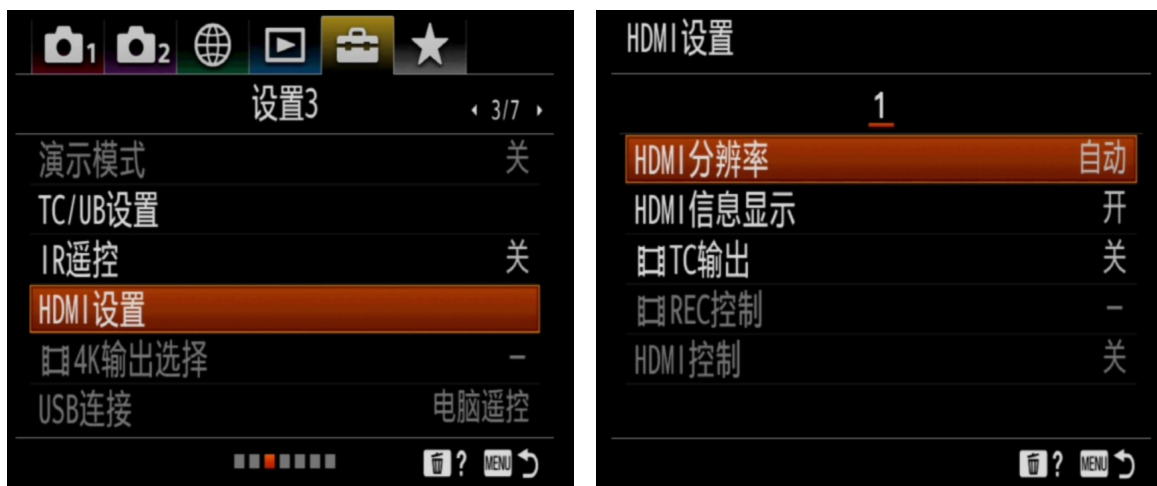 1 2
设置3
3/7
演示模式 关
TC/UB设置
IR遥控 关
HDMI设置
4K输出选择 –
USB连接 电脑遥控
? MENU
HDMI设置
1
HDMI分辨率 自动
HDMI信息显示 开
TC输出 关
REC控制 –
HDMI控制 关
? MENU